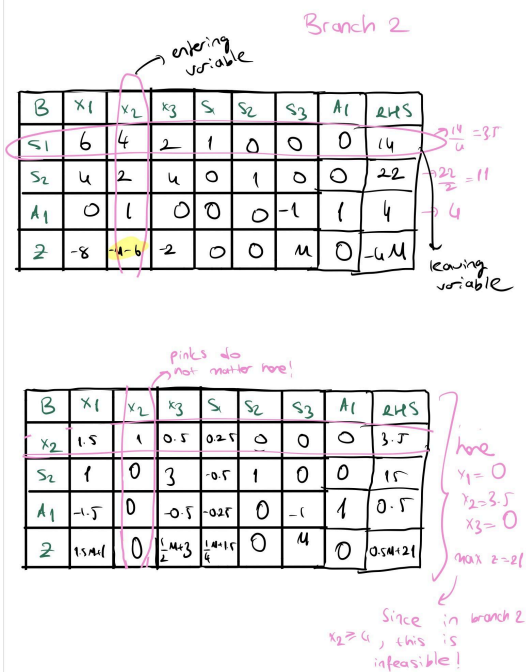 Branch 2
entering
variable
B x1 x2 x3 S1 S2 S3 A1 RHS
S1 6 4 2 1 0 0 0 14 → 14/4 = 3.5
S2 4 2 4 0 1 0 0 22 → 22/2 = 11
A1 0 1 0 0 0 -1 1 4 → 4
Z -8 -M-6 -2 0 0 M 0 -4M
leaving
variable
pinks do
not matter here!
B x1 x2 x3 S1 S2 S3 A1 RHS
x2 1.5 1 0.5 0.25 0 0 0 3.5
S2 1 0 3 -0.5 1 0 0 15
A1 -1.5 0 -0.5 -0.25 0 -1 1 0.5
Z 1.5M+1 0 1/2M+3 1/4M+1.5 0 M 0 -0.5M+21
here
x1 = 0
x2 = 3.5
x3 = 0
max z = 21
Since in branch 2
x2 ≥ 4, this is
infeasible!